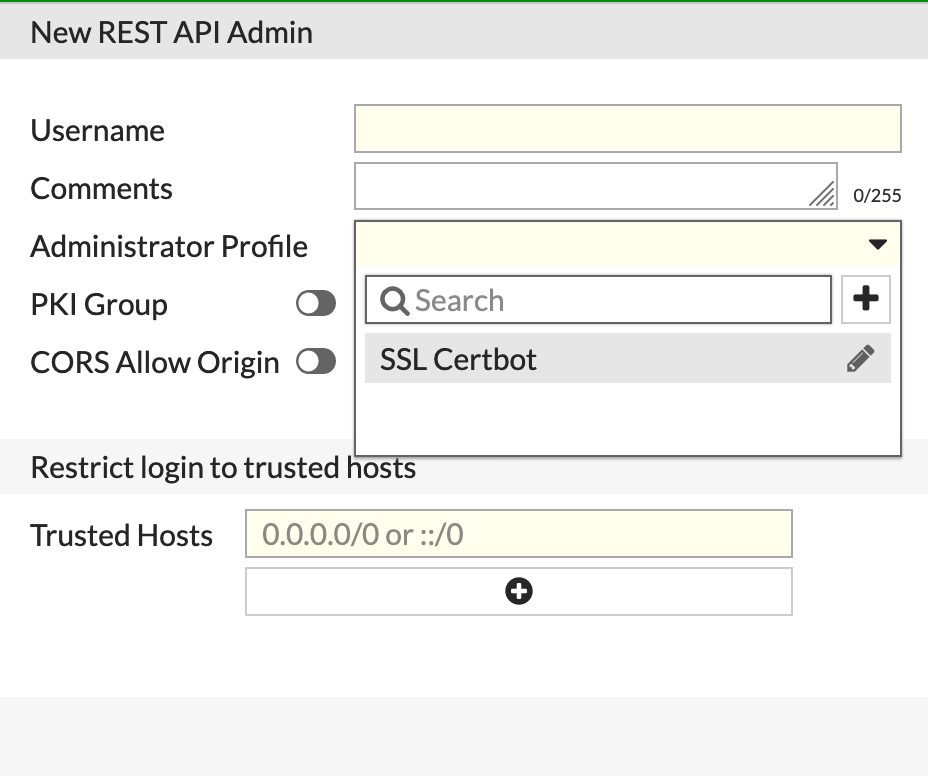 New REST API Admin
Username
Comments
0/255
Administrator Profile
PKI Group
Search
CORS Allow Origin
SSL Certbot
Restrict login to trusted hosts
Trusted Hosts
0.0.0.0/0 or ::/0